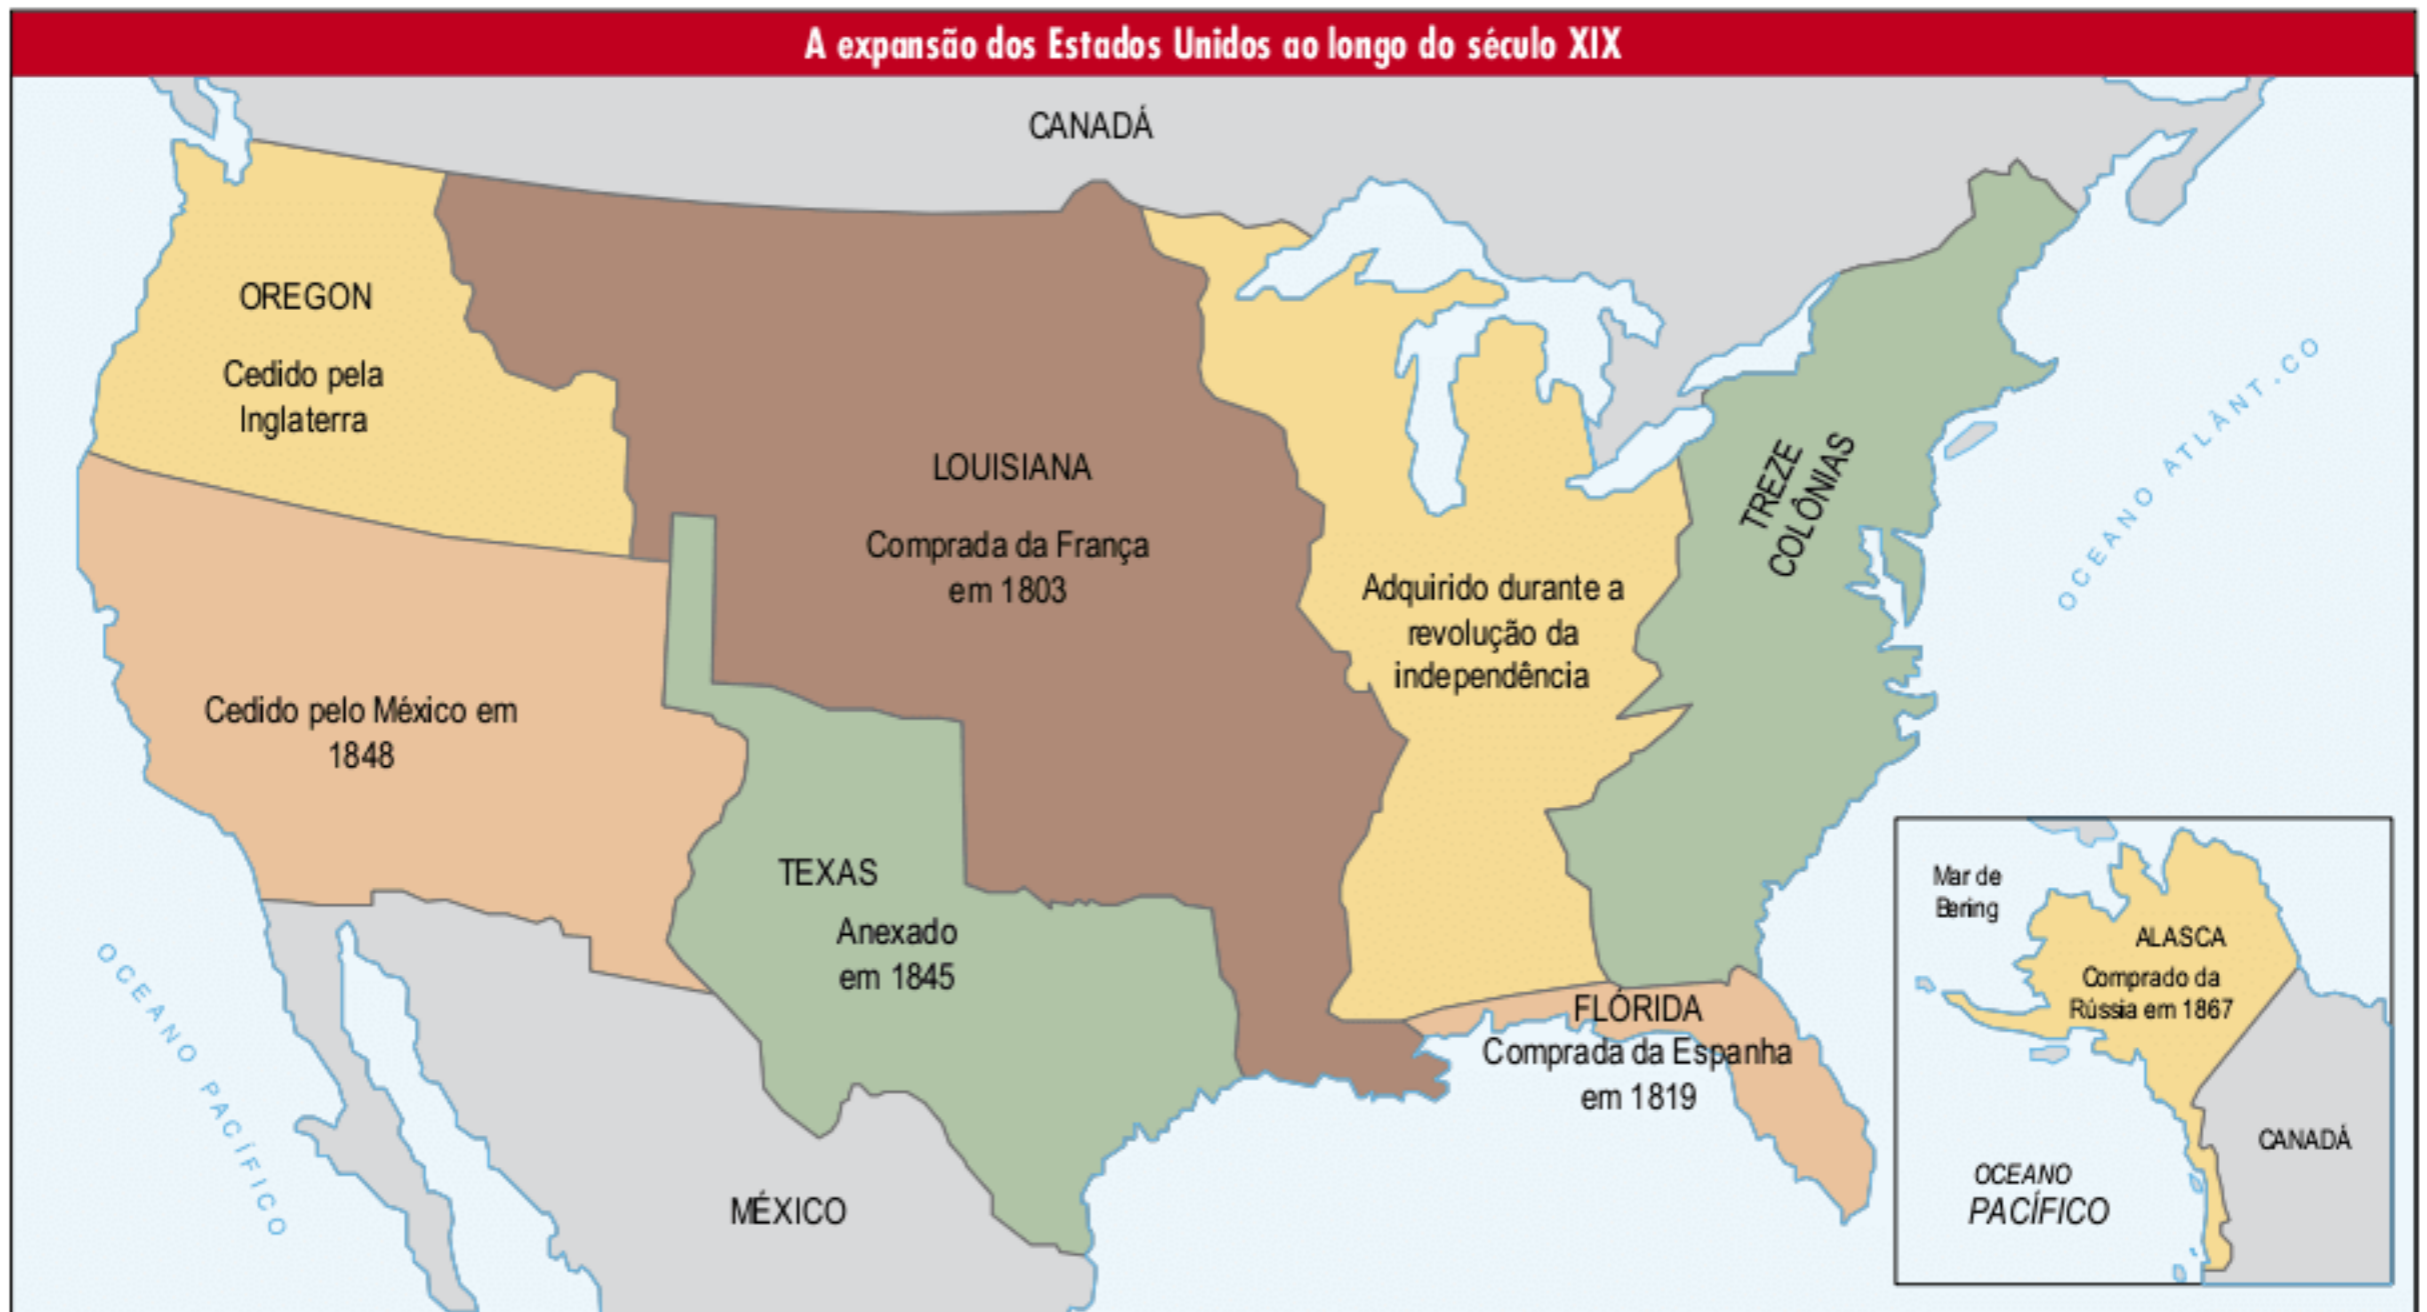 A expansão dos Estados Unidos ao longo do século XIX
CANADÁ
OREGON
Cedido pela
Inglaterra
LOUISIANA
Comprada da França
em 1803
Adquirido durante a
revolução da
independência
TREZE
COLÔNIAS
OCEANO ATLÂNT.CO
Cedido pelo México em
1848
TEXAS
Anexado
em 1845
FLÓRIDA
Comprada da Espanha
em 1819
OCEANO PACÍFICO
MÉXICO
Mar de
Bering
ALASCA
Comprado da
Rússia em 1867
CANADÁ
OCEANO
PACÍFICO